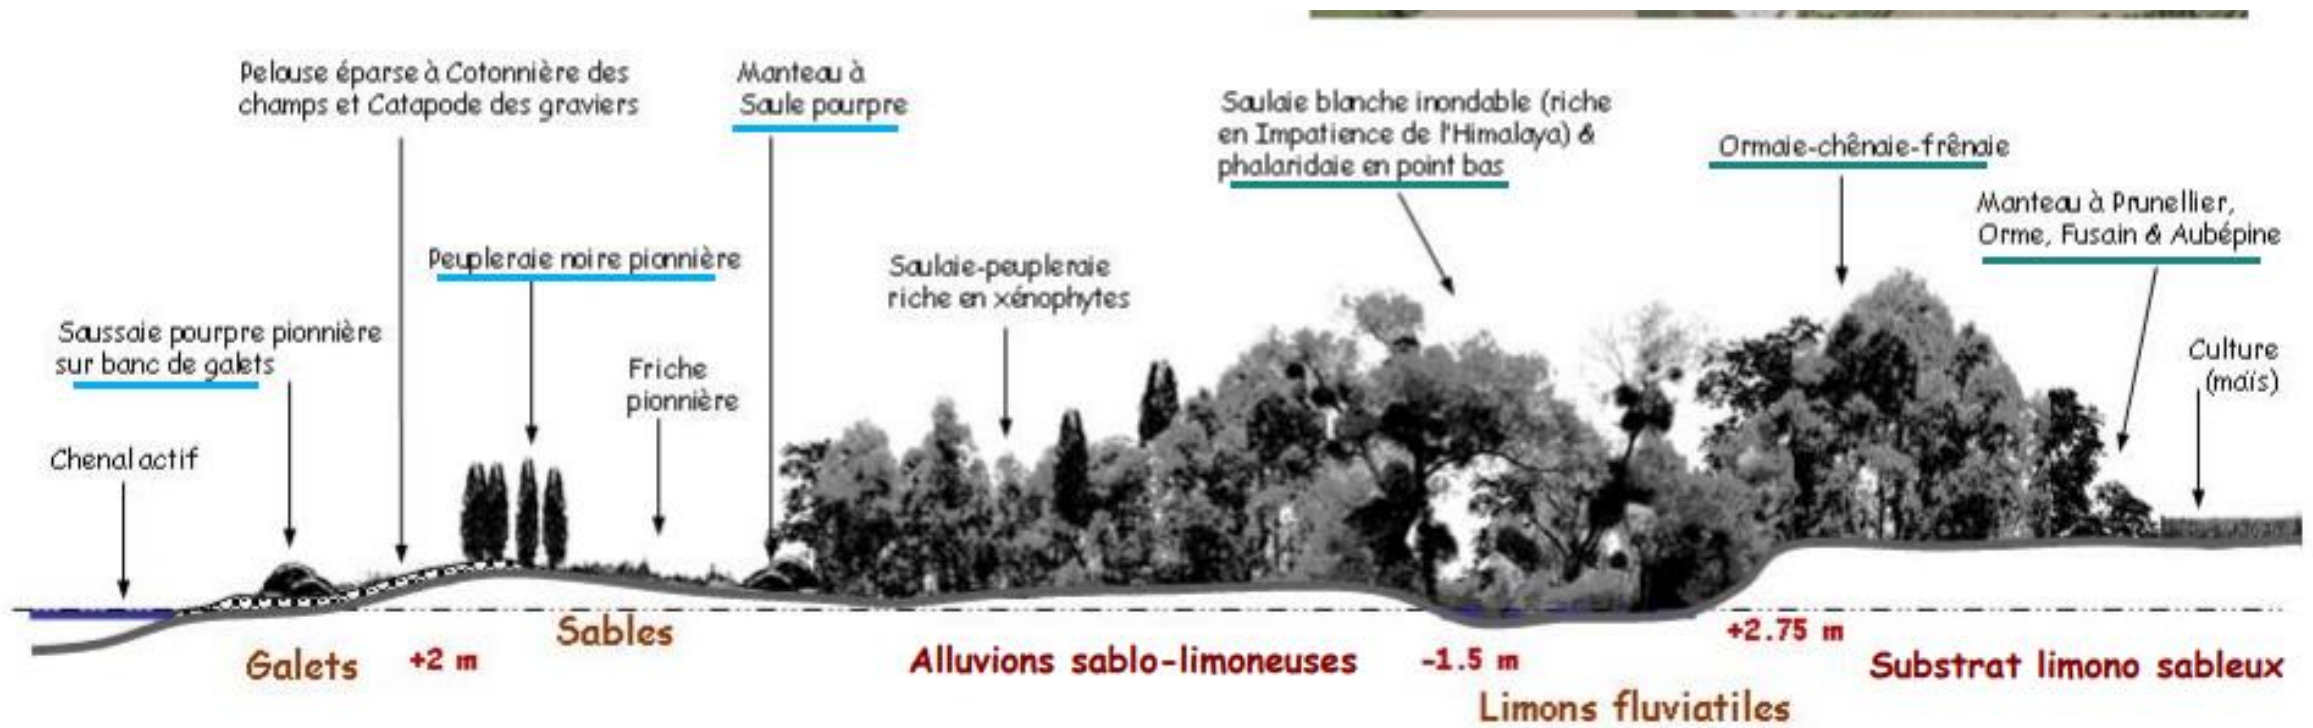 Pelouse éparse à Cotonnière des
champs et Catapode des graviers
Manteau à
Saule pourpre
Saulaie blanche inondable (riche
en Impatience de l'Himalaya) &
phalaridaie en point bas
Ormaie-chênaie-frênaie
Manteau à Prunellier,
Orme, Fusain & Aubépine
Peupleraie noire pionnière
Saulaie-peupleraie
riche en xénophytes
Saussaie pourpre pionnière
sur banc de galets
Friche
pionnière
Culture
(maïs)
Chenal actif
Galets
+2 m
Sables
Alluvions sablo-limoneuses
-1.5 m
Limons fluviatiles
+2.75 m
Substrat limono sableux